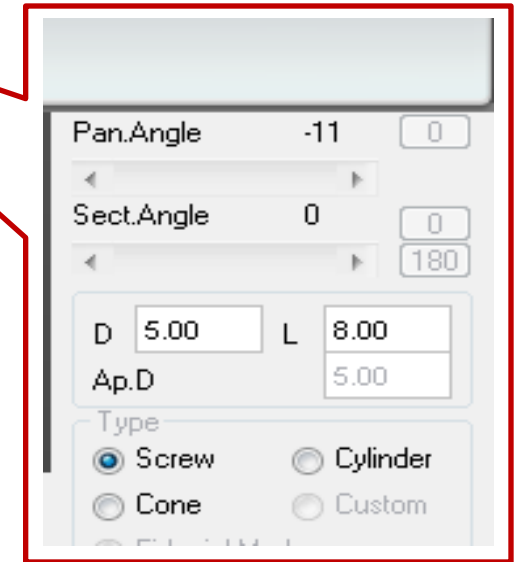 Pan.Angle -11 0
Sect.Angle 0 0
180
D 5.00 L 8.00
Ap.D 5.00
Type
Screw Cylinder
Cone Custom